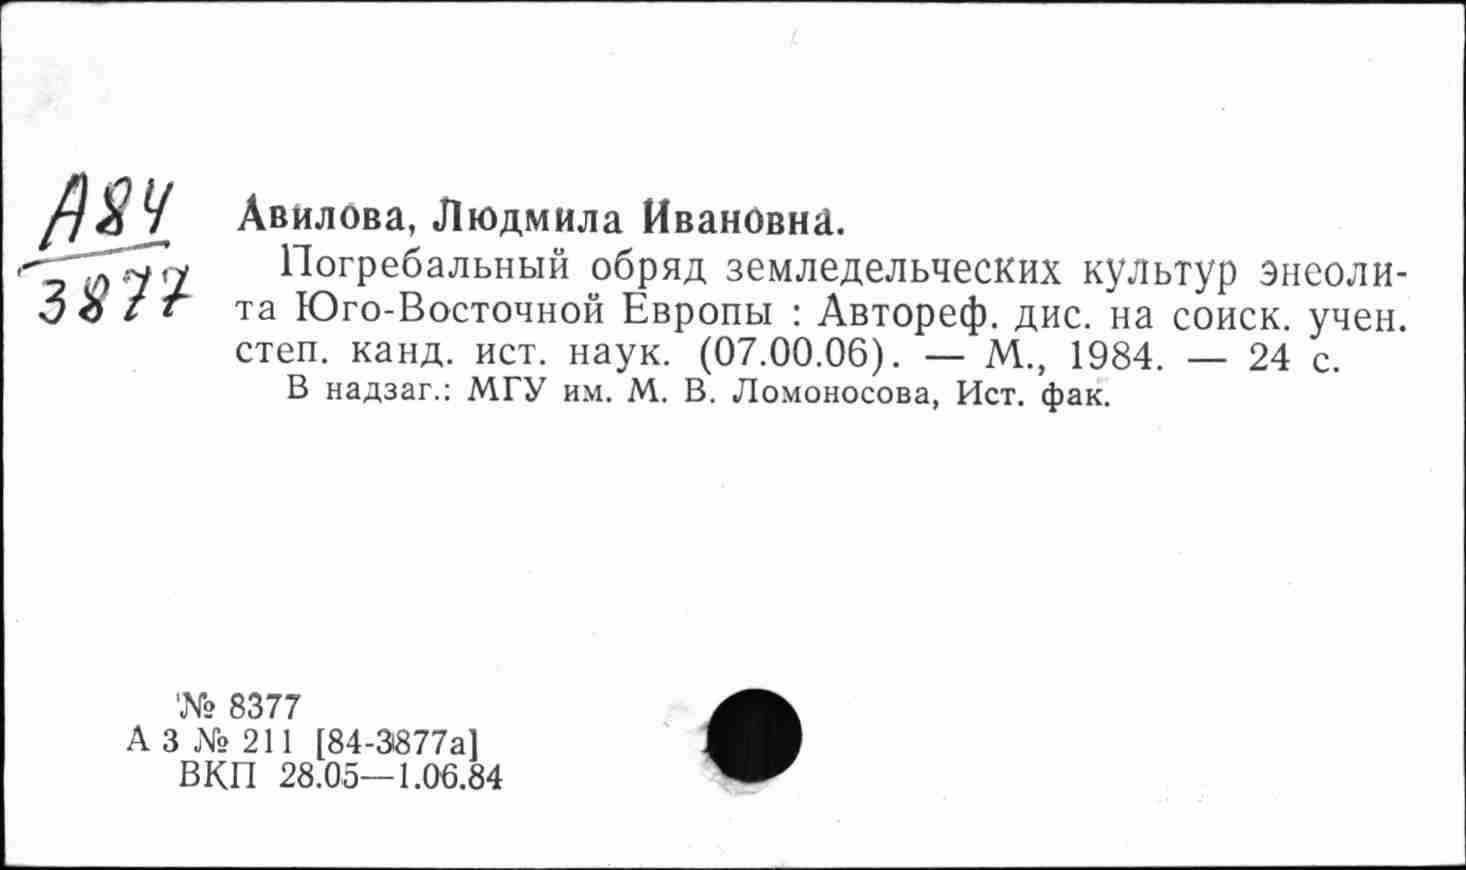 А84
3877
Авилова, Людмила Ивановна.
Погребальный обряд земледельческих культур энеоли-
та Юго-Восточной Европы : Автореф. дис. на соиск. учен.
степ. канд. ист. наук. (07.00.06). — М., 1984. — 24 с.
В надзаг.: МГУ им. М. В. Ломоносова, Ист. фак.
№ 8377
А З № 211 [84-3877а]
ВКП 28.05—1.06.84